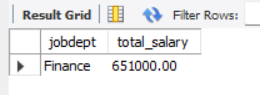 Result Grid Filter Rows:
jobdept total_salary
Finance 651000.00